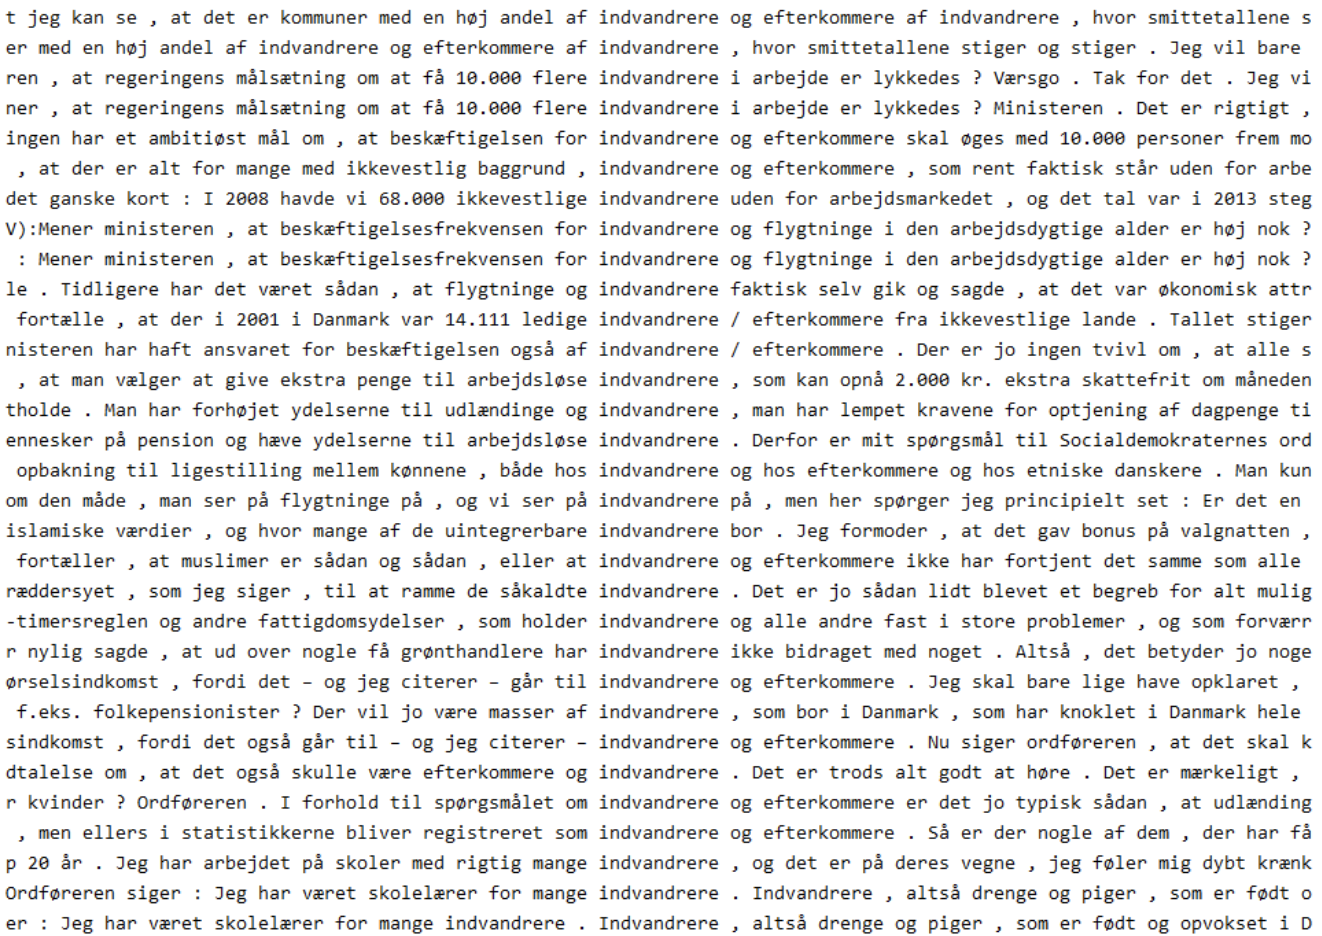 t jeg kan se , at det er kommuner med en høj andel af indvandrere og efterkommere af indvandrere , hvor smittetallene s
er med en høj andel af indvandrere og efterkommere af indvandrere , hvor smittetallene stiger og stiger . Jeg vil bare
ren , at regeringens målsætning om at få 10.000 flere indvandrere i arbejde er lykkedes ? Værsgo . Tak for det . Jeg vi
ner , at regeringens målsætning om at få 10.000 flere indvandrere i arbejde er lykkedes ? Ministeren . Det er rigtigt ,
ingen har et ambitiøst mål om , at beskæftigelsen for indvandrere og efterkommere skal øges med 10.000 personer frem mo
, at der er alt for mange med ikkevestlig baggrund , indvandrere og efterkommere , som rent faktisk står uden for arbe
det ganske kort : I 2008 havde vi 68.000 ikkevestlige indvandrere uden for arbejdsmarkedet , og det tal var i 2013 steg
V):Mener ministeren , at beskæftigelsesfrekvensen for indvandrere og flygtninge i den arbejdsdygtige alder er høj nok ?
: Mener ministeren , at beskæftigelsesfrekvensen for indvandrere og flygtninge i den arbejdsdygtige alder er høj nok ?
le . Tidligere har det været sådan , at flygtninge og indvandrere faktisk selv gik og sagde , at det var økonomisk attr
fortælle , at der i 2001 i Danmark var 14.111 ledige indvandrere / efterkommere fra ikkevestlige lande . Tallet stiger
nisteren har haft ansvaret for beskæftigelsen også af indvandrere / efterkommere . Der er jo ingen tvivl om , at alle s
, at man vælger at give ekstra penge til arbejdsløse indvandrere , som kan opnå 2.000 kr. ekstra skattefrit om måneden
tholde . Man har forhøjet ydelserne til udlændinge og indvandrere , man har lempet kravene for optjening af dagpenge ti
ennesker på pension og hæve ydelserne til arbejdsløse indvandrere . Derfor er mit spørgsmål til Socialdemokraternes ord
opbakning til ligestilling mellem kønnene , både hos indvandrere og hos efterkommere og hos etniske danskere . Man kun
om den måde , man ser på flygtninge på , og vi ser på indvandrere på , men her spørger jeg principielt set : Er det en
islamiske værdier , og hvor mange af de uintegrerbare indvandrere bor . Jeg formoder , at det gav bonus på valgnatten ,
fortæller , at muslimer er sådan og sådan , eller at indvandrere og efterkommere ikke har fortjent det samme som alle
ræddersyet , som jeg siger , til at ramme de såkaldte indvandrere . Det er jo sådan lidt blevet et begreb for alt mulig
-timersreglen og andre fattigdomsydelser , som holder indvandrere og alle andre fast i store problemer , og som forværr
r nylig sagde , at ud over nogle få grønthandlere har indvandrere ikke bidraget med noget . Altså , det betyder jo noge
ørselsindkomst , fordi det – og jeg citerer – går til indvandrere og efterkommere . Jeg skal bare lige have opklaret ,
f.eks. folkepensionister ? Der vil jo være masser af indvandrere , som bor i Danmark , som har knoklet i Danmark hele
sindkomst , fordi det også går til – og jeg citerer – indvandrere og efterkommere . Nu siger ordføreren , at det skal k
dtalelse om , at det også skulle være efterkommere og indvandrere . Det er trods alt godt at høre . Det er mærkeligt ,
r kvinder ? Ordføreren . I forhold til spørgsmålet om indvandrere og efterkommere er det jo typisk sådan , at udlænding
, men ellers i statistikkerne bliver registreret som indvandrere og efterkommere . Så er der nogle af dem , der har få
p 20 år . Jeg har arbejdet på skoler med rigtig mange indvandrere , og det er på deres vegne , jeg føler mig dybt krænk
Ordføreren siger : Jeg har været skolelærer for mange indvandrere . Indvandrere , altså drenge og piger , som er født o
er : Jeg har været skolelærer for mange indvandrere . Indvandrere , altså drenge og piger , som er født og opvokset i D